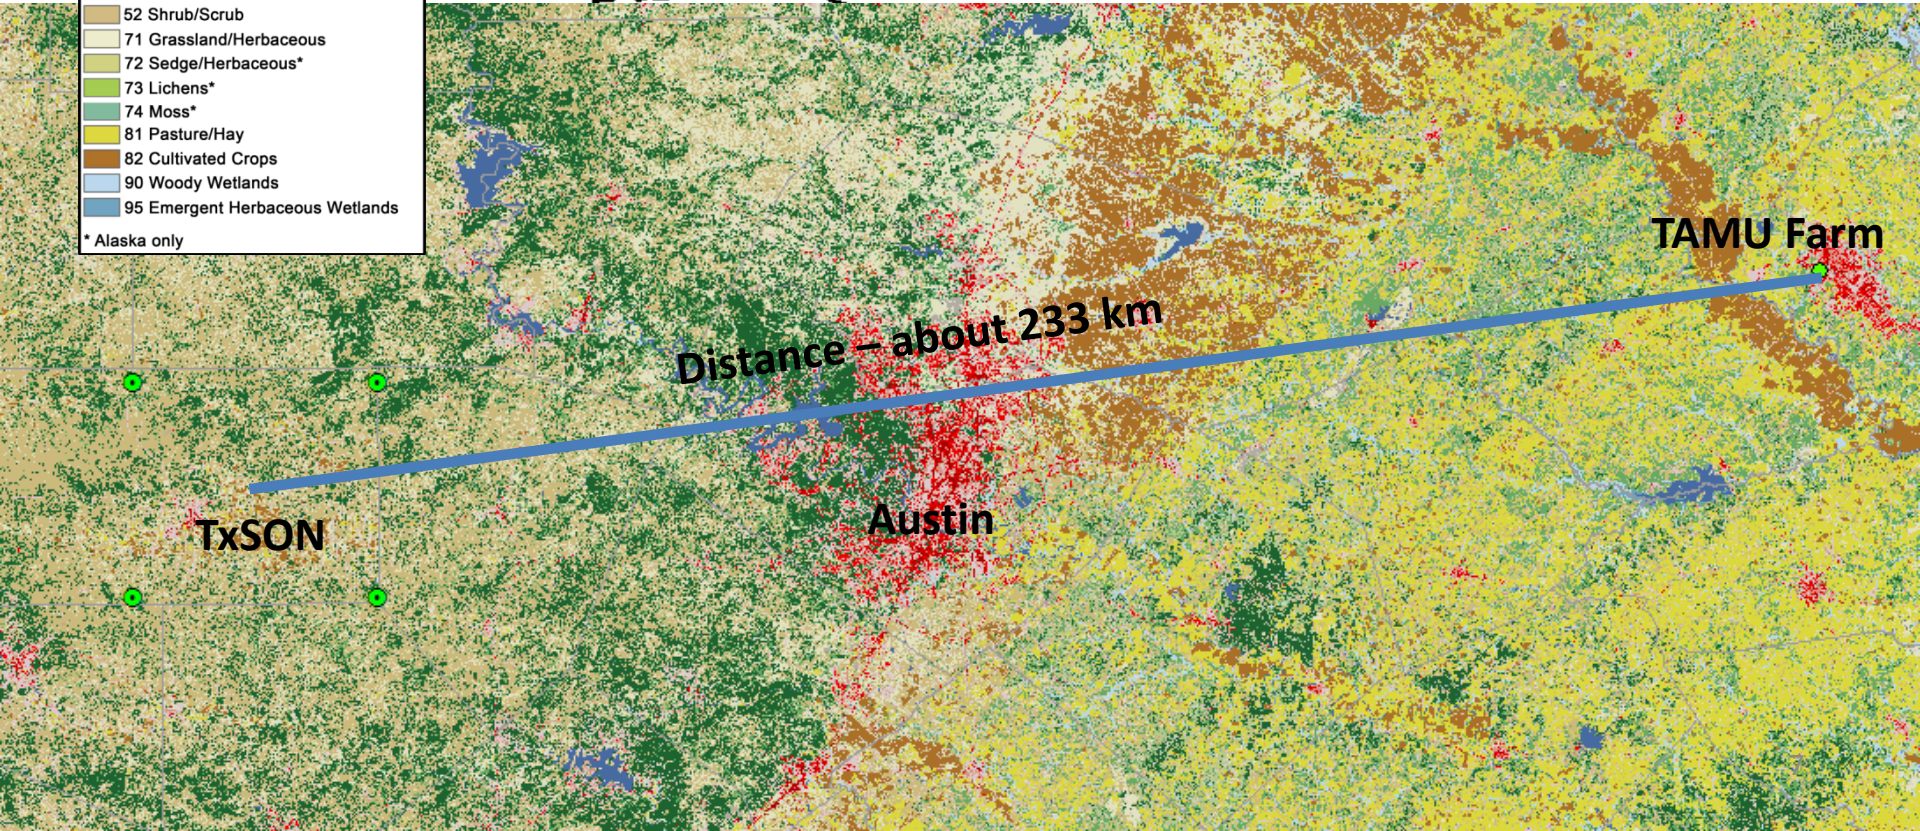 52 Shrub/Scrub
71 Grassland/Herbaceous
72 Sedge/Herbaceous*
73 Lichens*
74 Moss*
81 Pasture/Hay
82 Cultivated Crops
90 Woody Wetlands
95 Emergent Herbaceous Wetlands
* Alaska only
TAMU Farm
Distance – about 233 km
Austin
TxSON